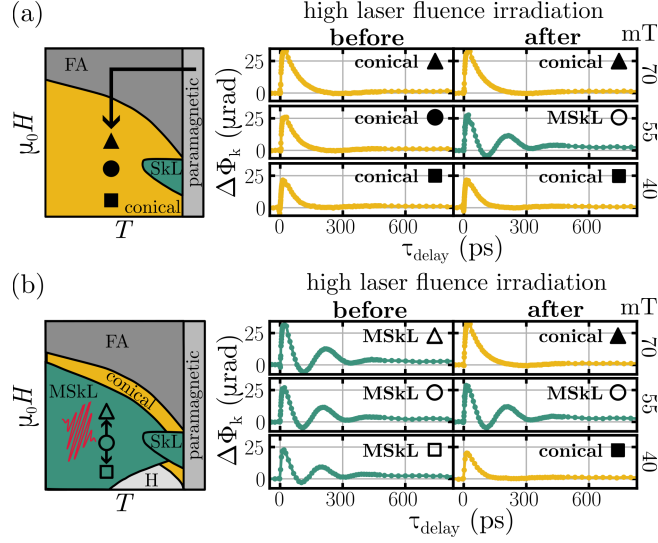 (a)
high laser fluence irradiation
mT
before
after
FA
SkL
conical
paramagnetic
μ₀H
T
conical
conical
70
conical
MSkL
55
conical
conical
40
25
0
25
0
25
0
ΔΦₖ (μrad)
0 300 600 0 300 600
τdelay (ps)
(b)
high laser fluence irradiation
mT
before
after
FA
conical
MSkL
SkL
H
paramagnetic
μ₀H
T
MSkL
conical
70
MSkL
MSkL
55
MSkL
conical
40
25
0
25
0
25
0
ΔΦₖ (μrad)
0 300 600 0 300 600
τdelay (ps)